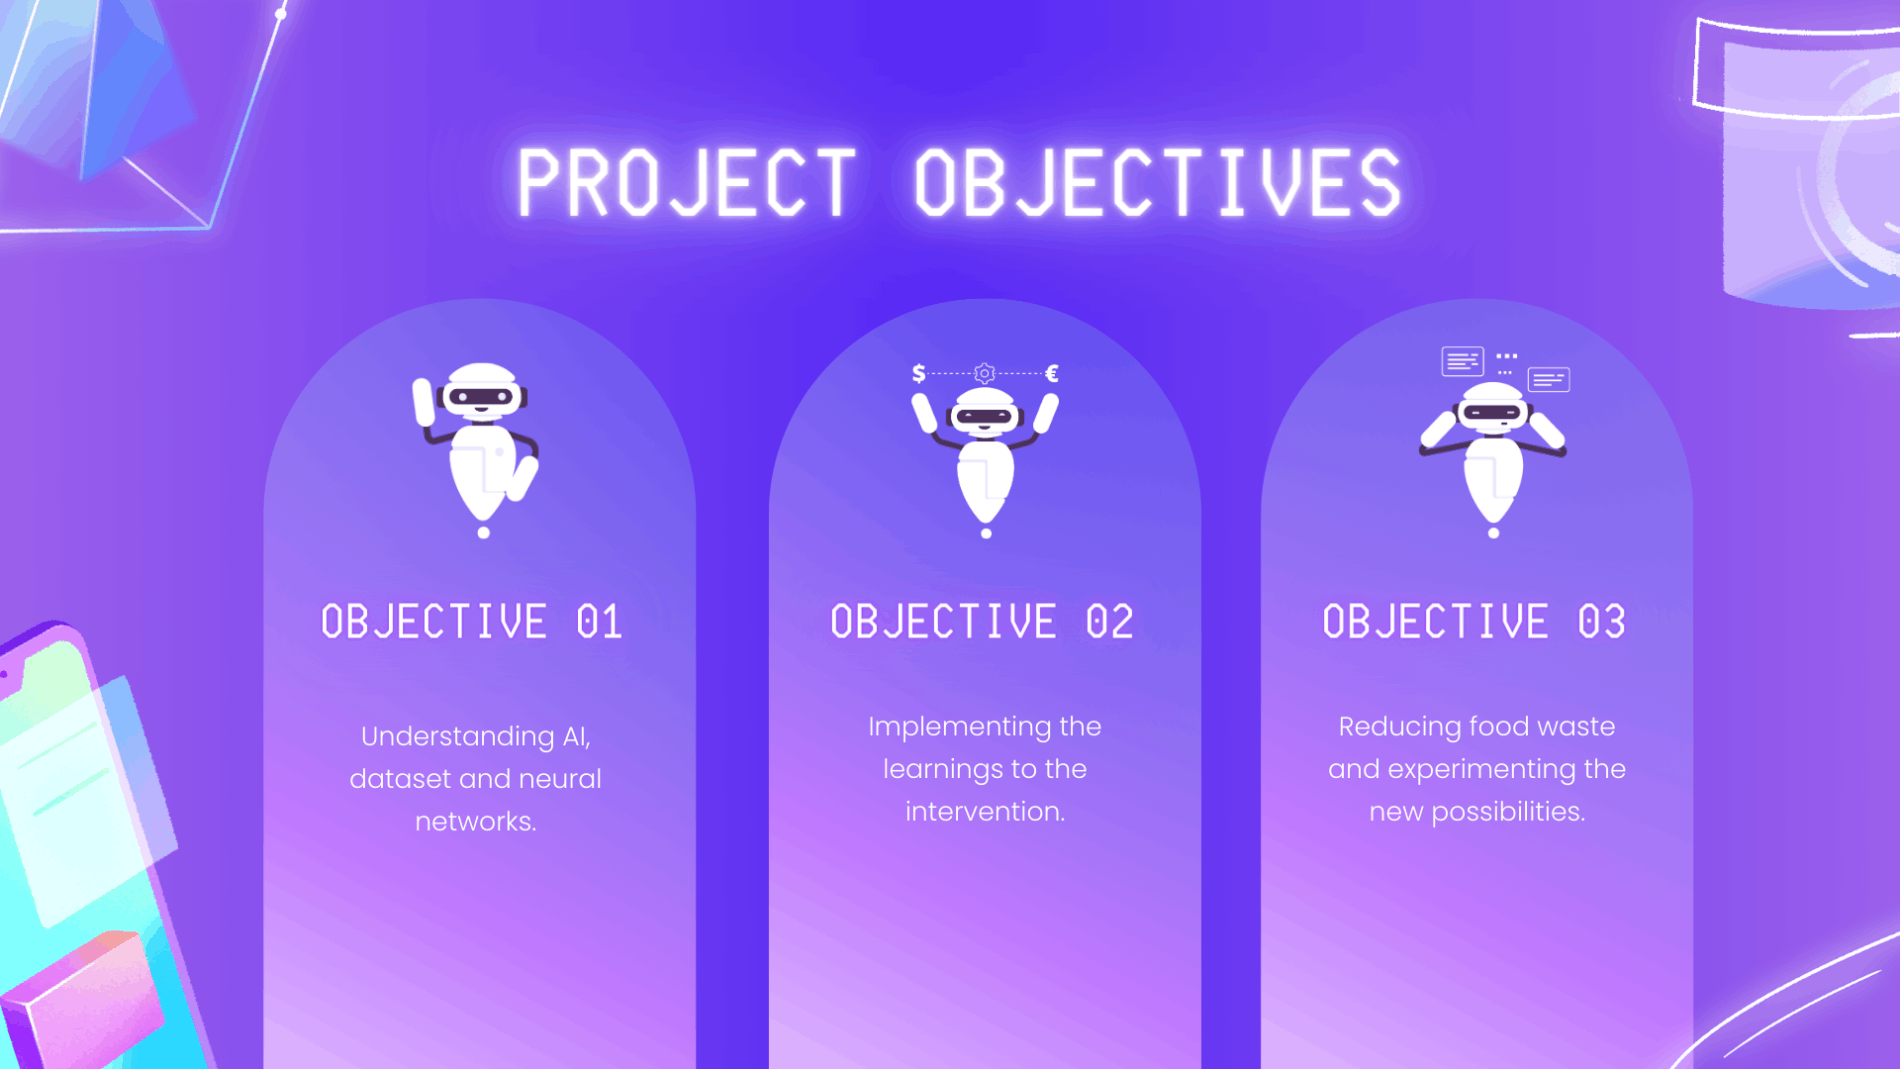 PROJECT OBJECTIVES
$ €
OBJECTIVE 01
Understanding AI,
dataset and neural
networks.
OBJECTIVE 02
Implementing the
learnings to the
intervention.
OBJECTIVE 03
Reducing food waste
and experimenting the
new possibilities.